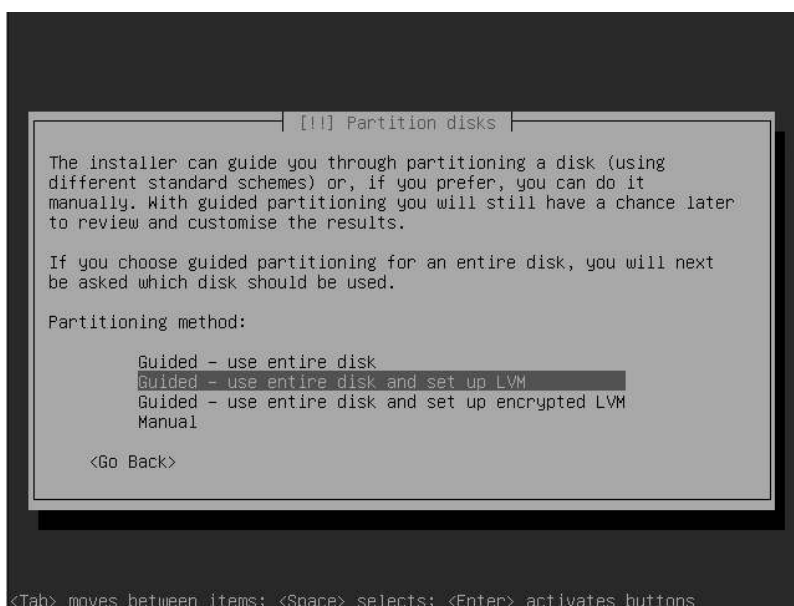 [!!] Partition disks
The installer can guide you through partitioning a disk (using
different standard schemes) or, if you prefer, you can do it
manually. With guided partitioning you will still have a chance later
to review and customise the results.
If you choose guided partitioning for an entire disk, you will next
be asked which disk should be used.
Partitioning method:
Guided – use entire disk
Guided – use entire disk and set up LVM
Guided – use entire disk and set up encrypted LVM
Manual
<Go Back>
<Tab> moves between items; <Space> selects; <Enter> activates buttons